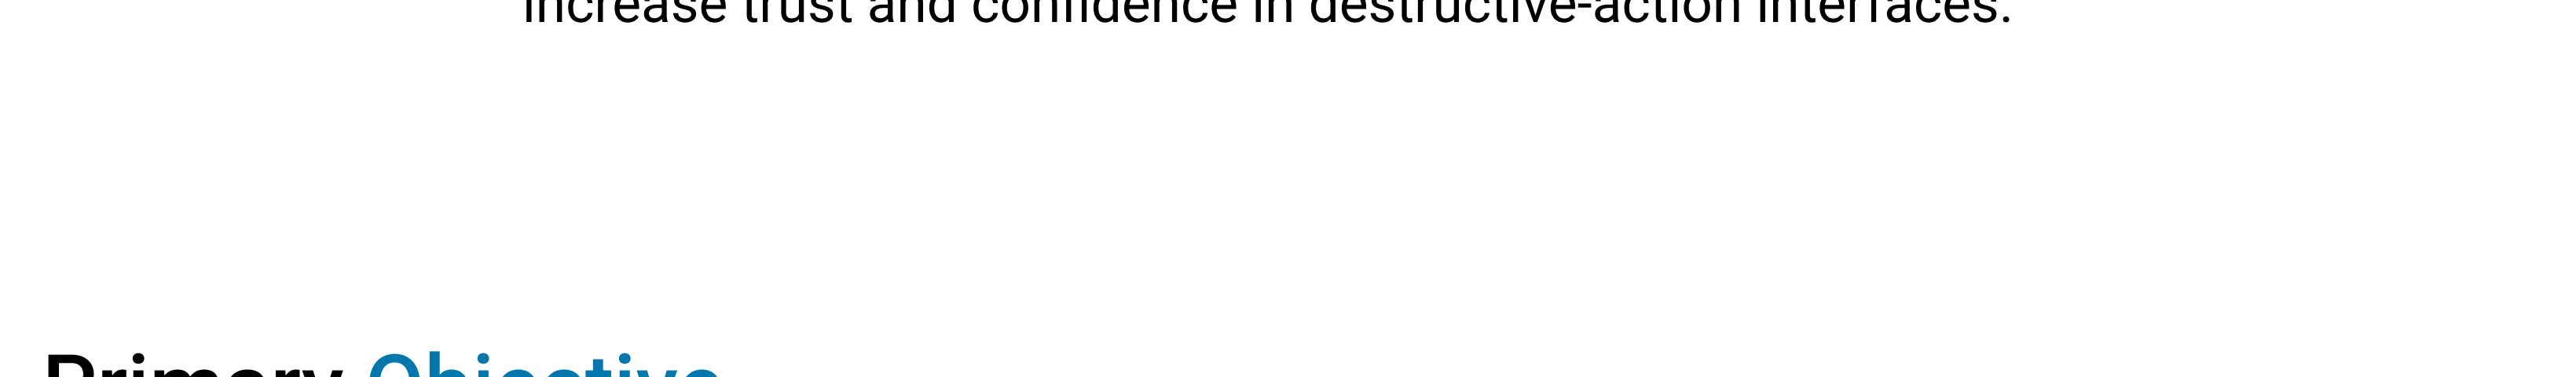 increase trust and confidence in destructive-action interfaces.
Primary Objective